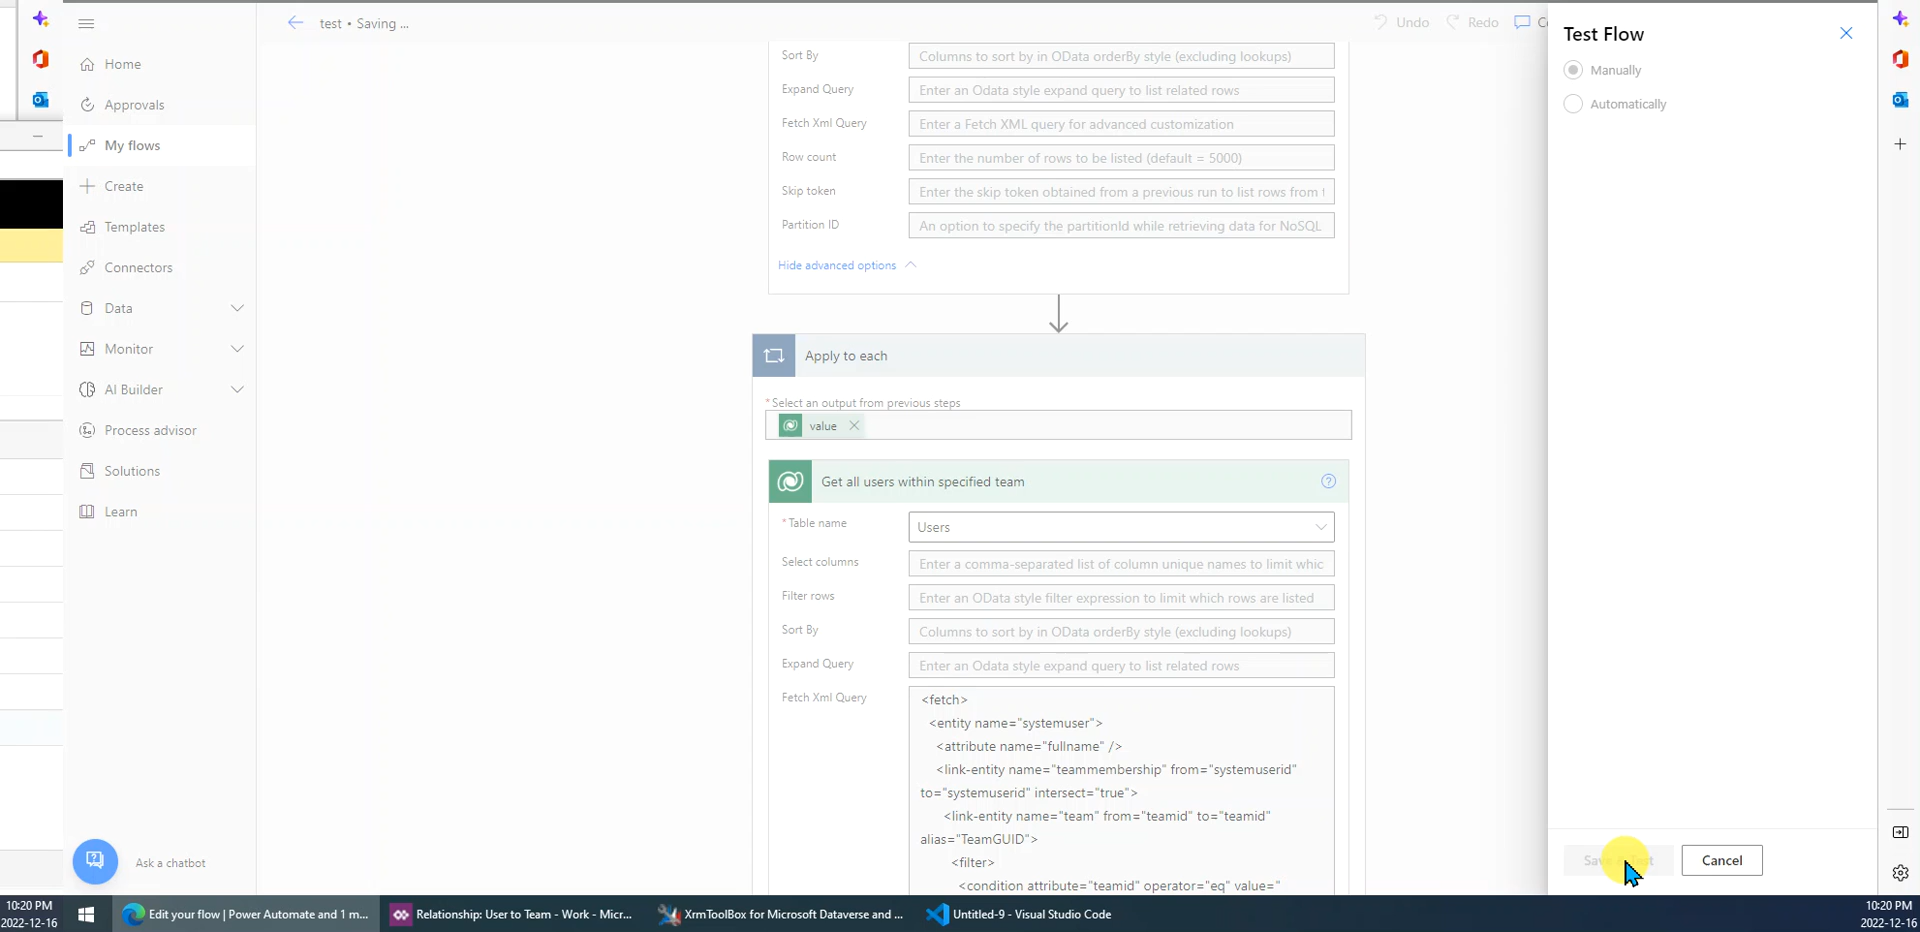 test • Saving ...
Undo
Redo
Home
Approvals
My flows
Create
Templates
Connectors
Data
Monitor
AI Builder
Process advisor
Solutions
Learn
Ask a chatbot
Sort By
Columns to sort by in OData orderBy style (excluding lookups)
Expand Query
Enter an Odata style expand query to list related rows
Fetch Xml Query
Enter a Fetch XML query for advanced customization
Row count
Enter the number of rows to be listed (default = 5000)
Skip token
Enter the skip token obtained from a previous run to list rows from
Partition ID
An option to specify the partitionId while retrieving data for NoSQL
Hide advanced options
Apply to each
* Select an output from previous steps
value
Get all users within specified team
* Table name
Users
Select columns
Enter a comma-separated list of column unique names to limit whic
Filter rows
Enter an OData style filter expression to limit which rows are listed
Sort By
Columns to sort by in OData orderBy style (excluding lookups)
Expand Query
Enter an Odata style expand query to list related rows
Fetch Xml Query
<fetch>
<entity name="systemuser">
<attribute name="fullname" />
<link-entity name="teammembership" from="systemuserid"
to="systemuserid" intersect="true">
<link-entity name="team" from="teamid" to="teamid"
alias="TeamGUID">
<filter>
<condition attribute="teamid" operator="eq" value="
Test Flow
Manually
Automatically
Cancel
10:20 PM
2022-12-16
Edit your flow | Power Automate and 1 m...
Relationship: User to Team - Work - Micr...
XrmToolBox for Microsoft Dataverse and ...
Untitled-9 - Visual Studio Code
10:20 PM
2022-12-16